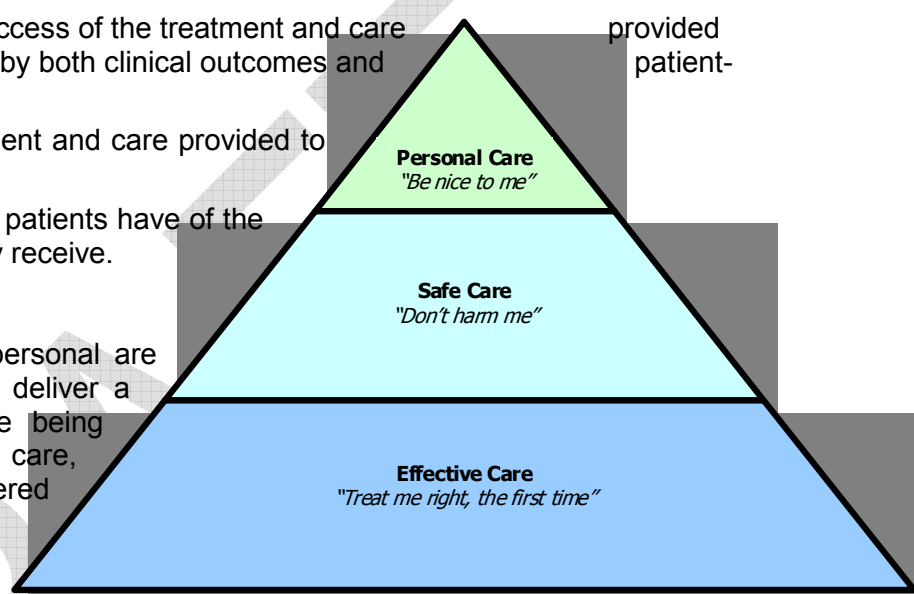 ccess of the treatment and care provided
by both clinical outcomes and patient-
ent and care provided to
patients have of the
y receive.
personal are
deliver a
e being
care,
ered
Personal Care
"Be nice to me"
Safe Care
"Don't harm me"
Effective Care
"Treat me right, the first time"